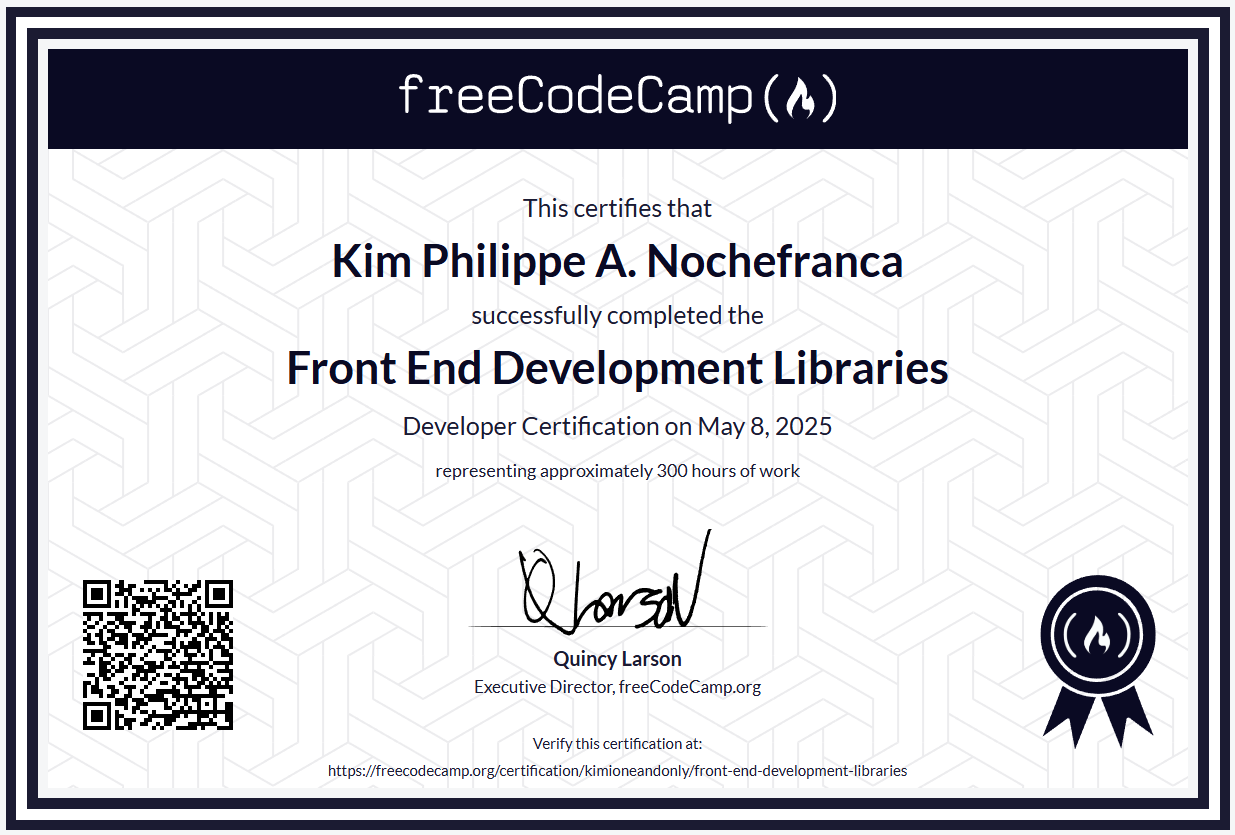 freeCodeCamp
This certifies that
Kim Philippe A. Nochefranca
successfully completed the
Front End Development Libraries
Developer Certification on May 8, 2025
representing approximately 300 hours of work
Q Larson
Quincy Larson
Executive Director, freeCodeCamp.org
Verify this certification at:
https://freecodecamp.org/certification/kimioneandonly/front-end-development-libraries